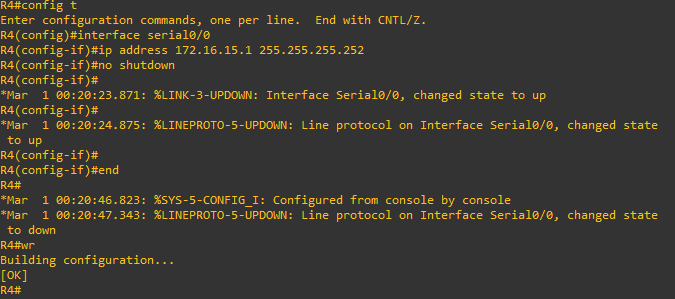 R4#config t
Enter configuration commands, one per line.  End with CNTL/Z.
R4(config)#interface serial0/0
R4(config-if)#ip address 172.16.15.1 255.255.255.252
R4(config-if)#no shutdown
R4(config-if)#
*Mar  1 00:20:23.871: %LINK-3-UPDOWN: Interface Serial0/0, changed state to up
R4(config-if)#
*Mar  1 00:20:24.875: %LINEPROTO-5-UPDOWN: Line protocol on Interface Serial0/0, changed state
 to up
R4(config-if)#
R4(config-if)#end
R4#
*Mar  1 00:20:46.823: %SYS-5-CONFIG_I: Configured from console by console
*Mar  1 00:20:47.343: %LINEPROTO-5-UPDOWN: Line protocol on Interface Serial0/0, changed state
 to down
R4#wr
Building configuration...
[OK]
R4#